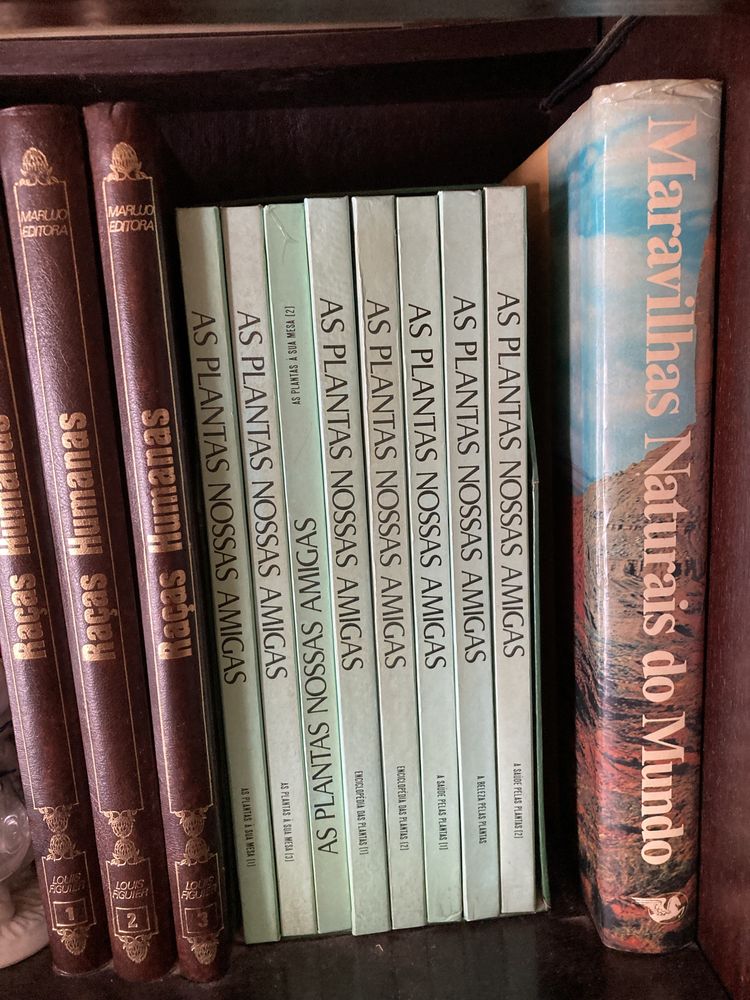 Raças Humanas
LOUIS
FIGUIER
1
MARUJO
EDITORA
Raças Humanas
LOUIS
FIGUIER
2
MARUJO
EDITORA
Raças Humanas
LOUIS
FIGUIER
3
AS PLANTAS NOSSAS AMIGAS
AS PLANTAS À SUA MESA (1)
AS PLANTAS NOSSAS AMIGAS
AS PLANTAS À SUA MESA (3)
AS PLANTAS NOSSAS AMIGAS
AS PLANTAS À SUA MESA (2)
AS PLANTAS NOSSAS AMIGAS
ENCICLOPÉDIA DAS PLANTAS (1)
AS PLANTAS NOSSAS AMIGAS
ENCICLOPÉDIA DAS PLANTAS (2)
AS PLANTAS NOSSAS AMIGAS
A SAÚDE PELAS PLANTAS (1)
AS PLANTAS NOSSAS AMIGAS
A BELEZA PELAS PLANTAS
AS PLANTAS NOSSAS AMIGAS
A SAÚDE PELAS PLANTAS (2)
Maravilhas Naturais do Mundo